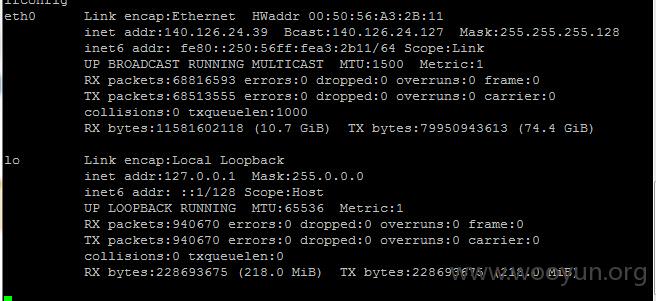 ifconfig
eth0 Link encap:Ethernet HWaddr 00:50:56:A3:2B:11
inet addr:140.126.24.39 Bcast:140.126.24.127 Mask:255.255.255.128
inet6 addr: fe80::250:56ff:fea3:2b11/64 Scope:Link
UP BROADCAST RUNNING MULTICAST MTU:1500 Metric:1
RX packets:68816593 errors:0 dropped:0 overruns:0 frame:0
TX packets:68513555 errors:0 dropped:0 overruns:0 carrier:0
collisions:0 txqueuelen:1000
RX bytes:11581602118 (10.7 GiB) TX bytes:79950943613 (74.4 GiB)
lo Link encap:Local Loopback
inet addr:127.0.0.1 Mask:255.0.0.0
inet6 addr: ::1/128 Scope:Host
UP LOOPBACK RUNNING MTU:65536 Metric:1
RX packets:940670 errors:0 dropped:0 overruns:0 frame:0
TX packets:940670 errors:0 dropped:0 overruns:0 carrier:0
collisions:0 txqueuelen:0
RX bytes:228693675 (218.0 MiB) TX bytes:228693675 (218.0 MiB)
www.wooyun.org